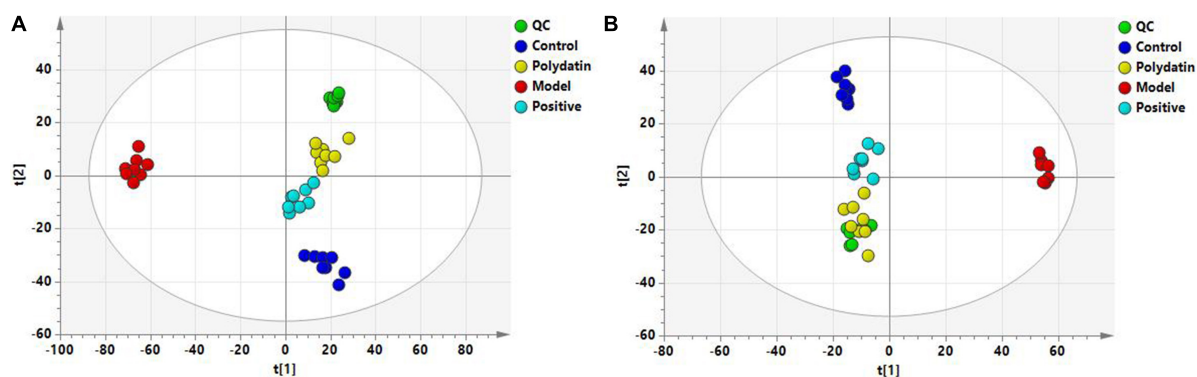 A
QC
Control
Polydatin
Model
Positive
40
20
0
-20
-40
-60
t[2]
-100 -80 -60 -40 -20 0 20 40 60 80
t[1]
B
QC
Control
Polydatin
Model
Positive
40
20
0
-20
-40
-60
t[2]
-80 -60 -40 -20 0 20 40 60
t[1]